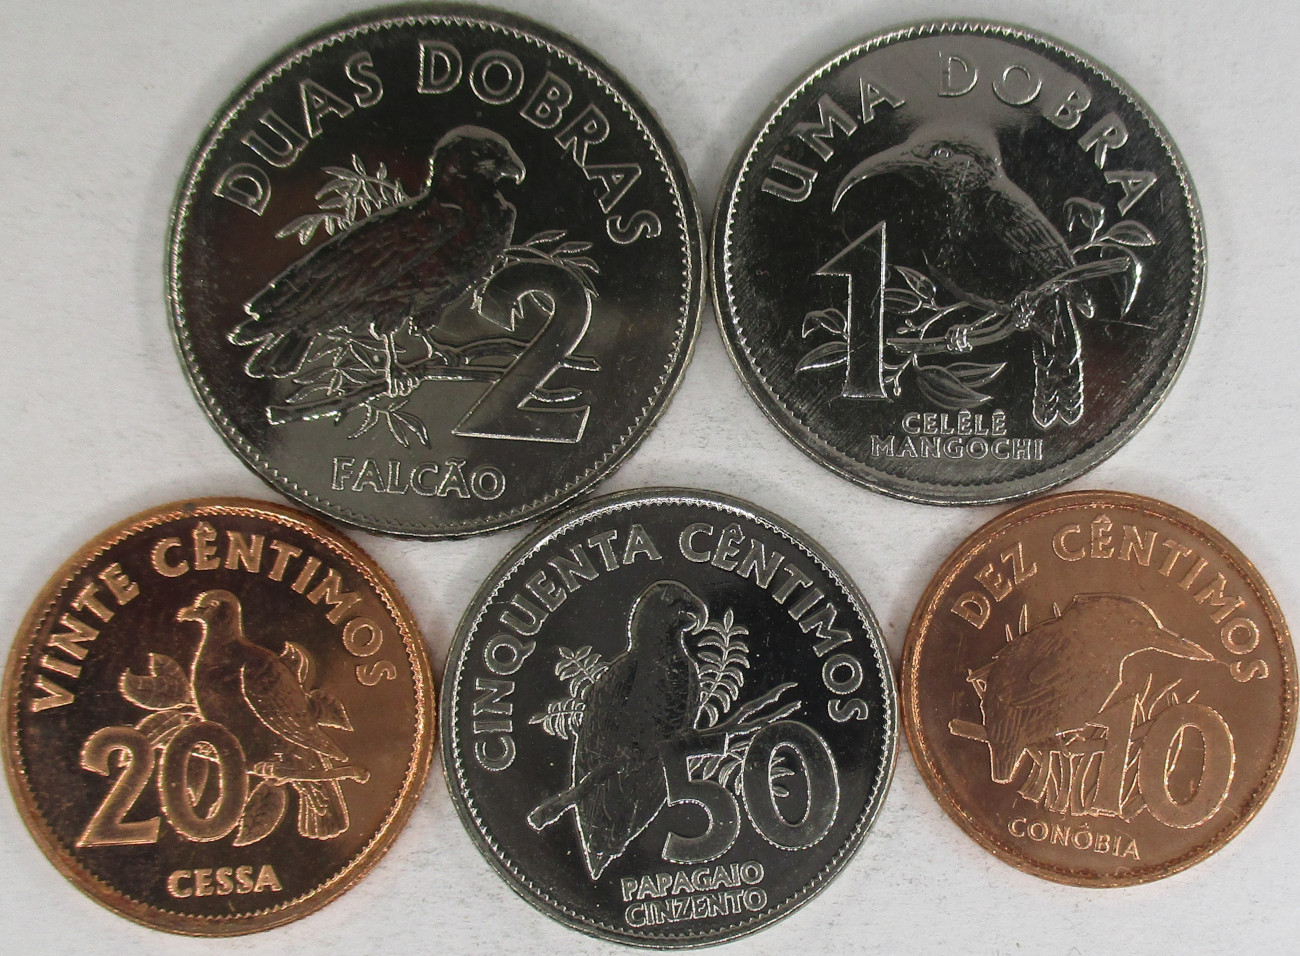 DUAS DOBRAS
2
FALCÃO
UMA DOBRA
1
CELÊLÊ
MANGOCHI
VINTE CÊNTIMOS
20
CESSA
CINQUENTA CÊNTIMOS
50
PAPAGAIO
CINZENTO
DEZ CÊNTIMOS
10
CONÓBIA